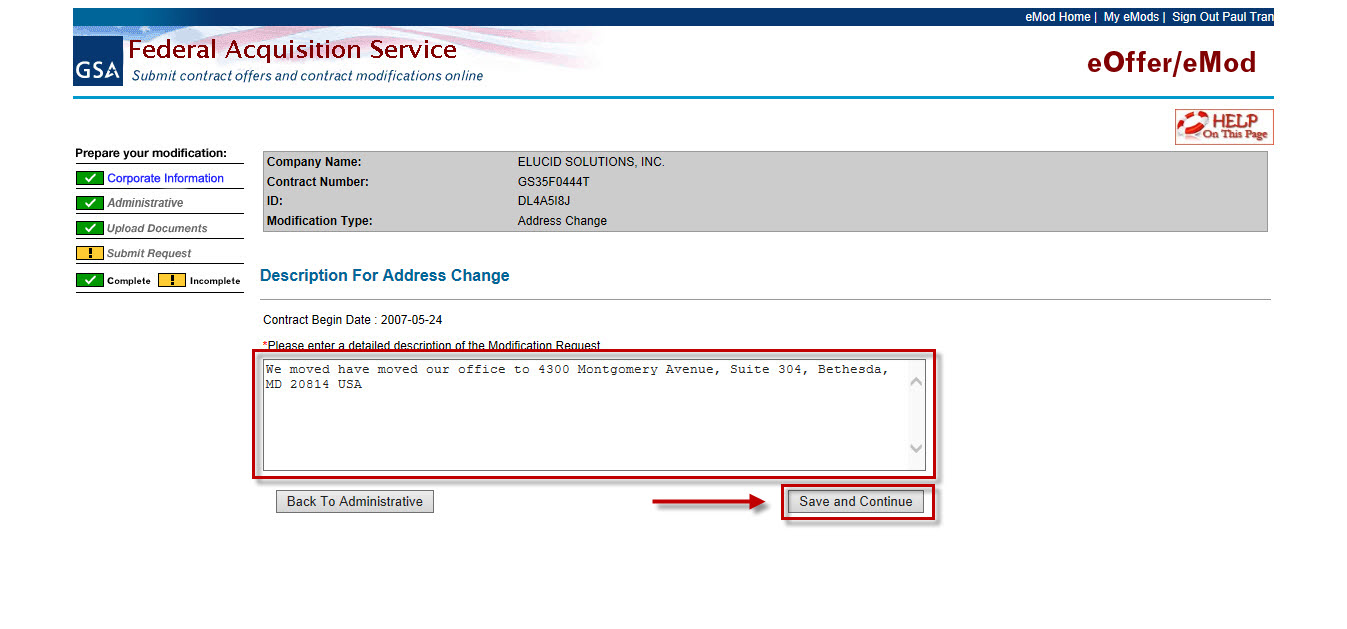 eMod Home | My eMods | Sign Out Paul Tran
GSA
Federal Acquisition Service
Submit contract offers and contract modifications online
eOffer/eMod
HELP
On This Page
Prepare your modification:
Corporate Information
Administrative
Upload Documents
! Submit Request
Complete ! Incomplete
Company Name: ELUCID SOLUTIONS, INC.
Contract Number: GS35F0444T
ID: DL4A5I8J
Modification Type: Address Change
Description For Address Change
Contract Begin Date : 2007-05-24
*Please enter a detailed description of the Modification Request
We moved have moved our office to 4300 Montgomery Avenue, Suite 304, Bethesda,
MD 20814 USA
Back To Administrative
Save and Continue